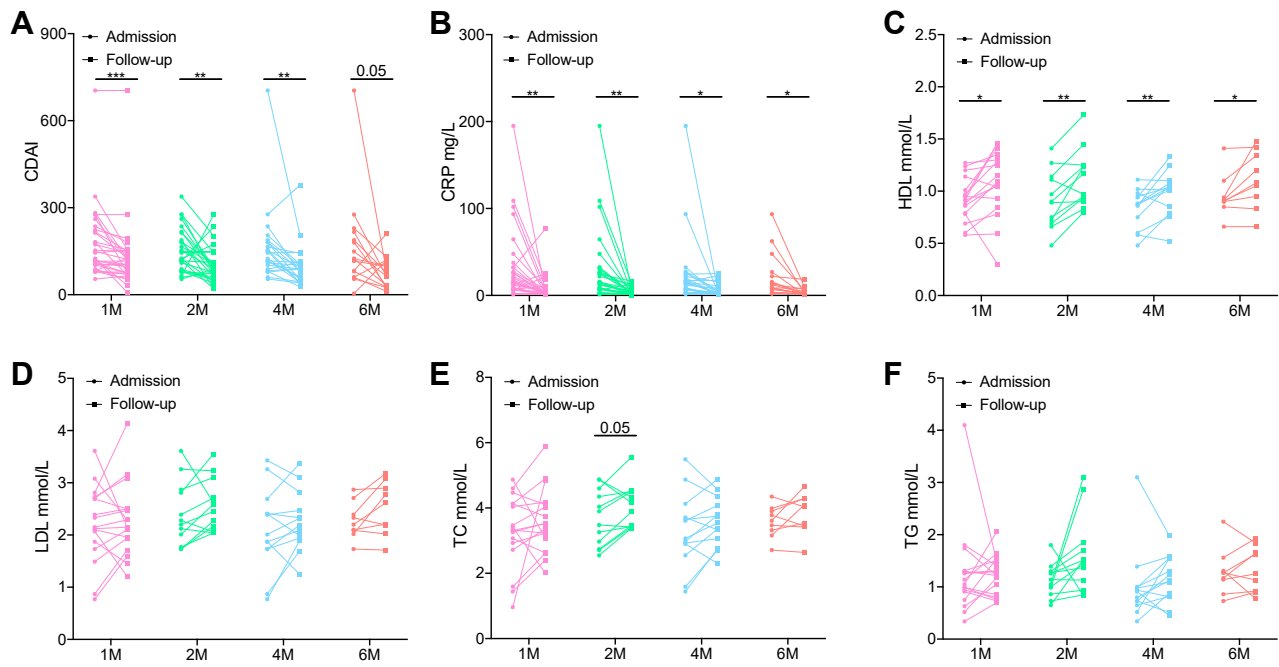 A
CDAI
Admission
Follow-up
900
600
300
0
***
**
**
0.05
1M
2M
4M
6M
B
CRP mg/L
Admission
Follow-up
300
200
100
0
**
**
*
*
1M
2M
4M
6M
C
HDL mmol/L
Admission
Follow-up
2.5
2.0
1.5
1.0
0.5
0.0
*
**
**
*
1M
2M
4M
6M
D
LDL mmol/L
Admission
Follow-up
5
4
3
2
1
0
1M
2M
4M
6M
E
TC mmol/L
Admission
Follow-up
8
6
4
2
0
0.05
1M
2M
4M
6M
F
TG mmol/L
Admission
Follow-up
5
4
3
2
1
0
1M
2M
4M
6M